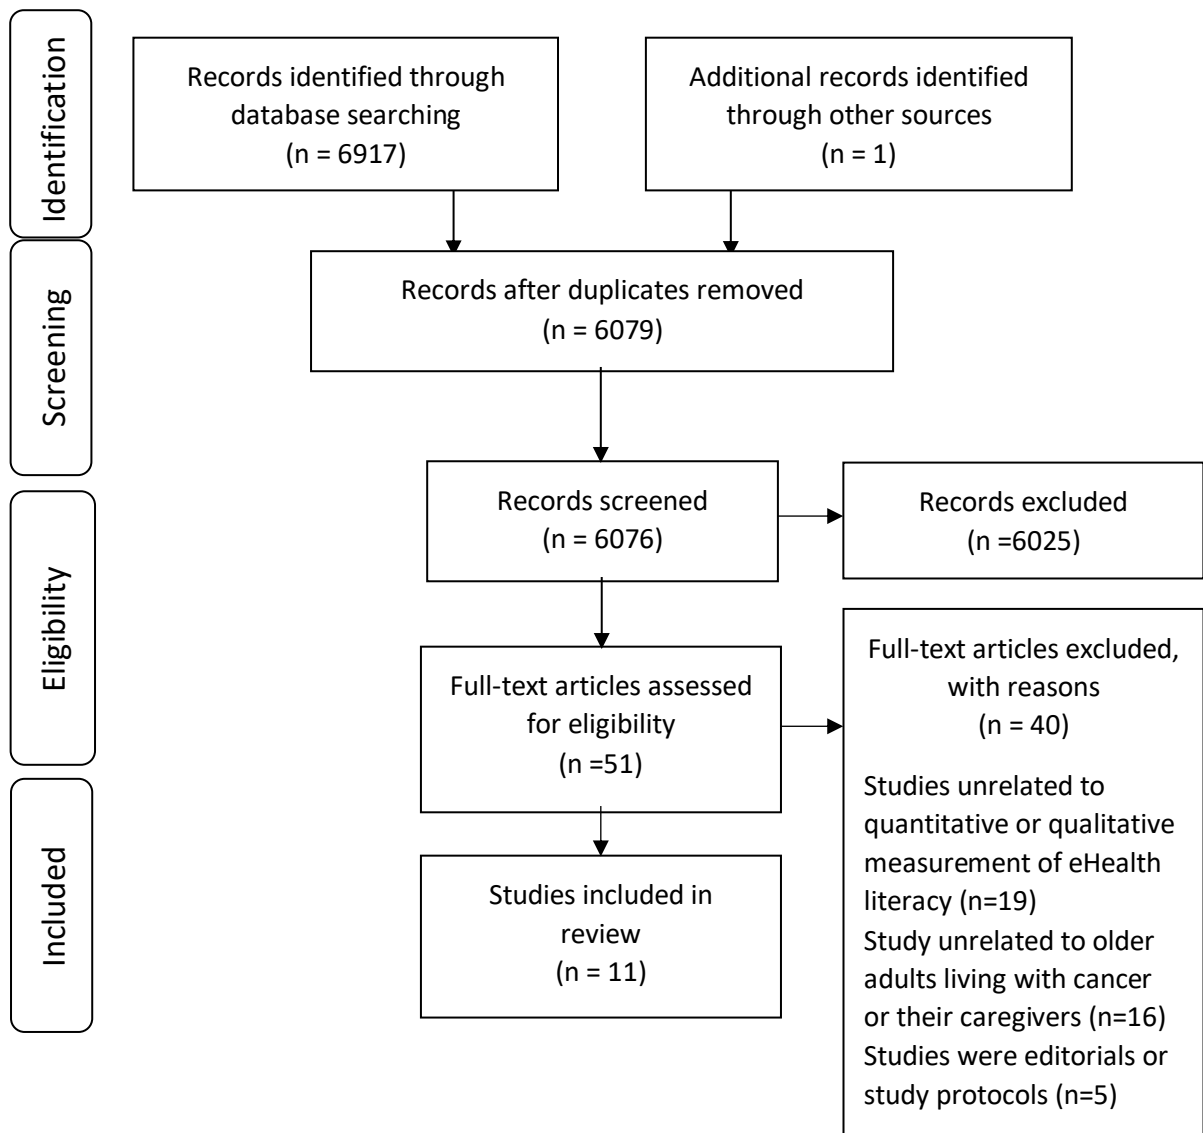 Identification
Records identified through
database searching
(n = 6917)
Additional records identified
through other sources
(n = 1)
Screening
Records after duplicates removed
(n = 6079)
Records screened
(n = 6076)
Records excluded
(n =6025)
Eligibility
Full-text articles assessed
for eligibility
(n =51)
Full-text articles excluded,
with reasons
(n = 40)
Studies unrelated to
quantitative or qualitative
measurement of eHealth
literacy (n=19)
Study unrelated to older
adults living with cancer
or their caregivers (n=16)
Studies were editorials or
study protocols (n=5)
Included
Studies included in
review
(n = 11)